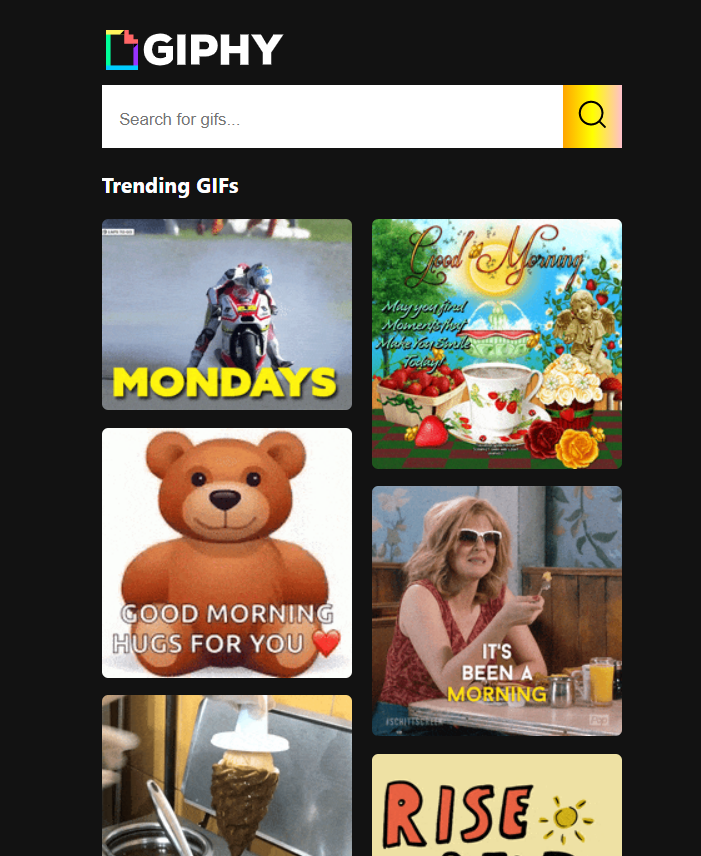 GIPHY
Search for gifs...
Trending GIFs
MONDAYS
Good Morning
May you find
Moments that
Make You Smile
Today!
GOOD MORNING
HUGS FOR YOU
IT'S
BEEN A
MORNING
#SCHITTSCREEK
POP
RISE